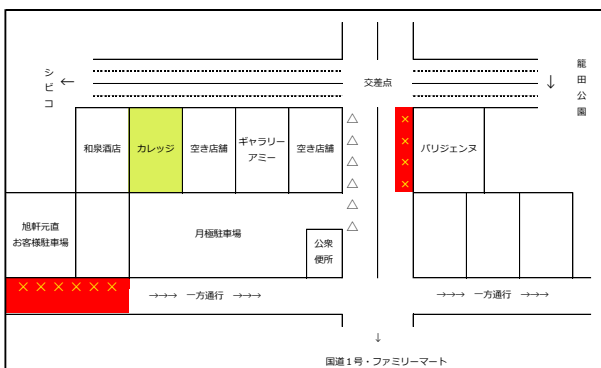 シビコ
←
交差点
↓
籠田公園
和泉酒店
カレッジ
空き店舗
ギャラリー
アミー
空き店舗
△
△
△
△
△
△
×
×
×
×
パリジェンヌ
旭軒元直
お客様駐車場
月極駐車場
公衆
便所
××××××
→→→ 一方通行 →→→
→→→ 一方通行 →→→
↓
国道1号・ファミリーマート